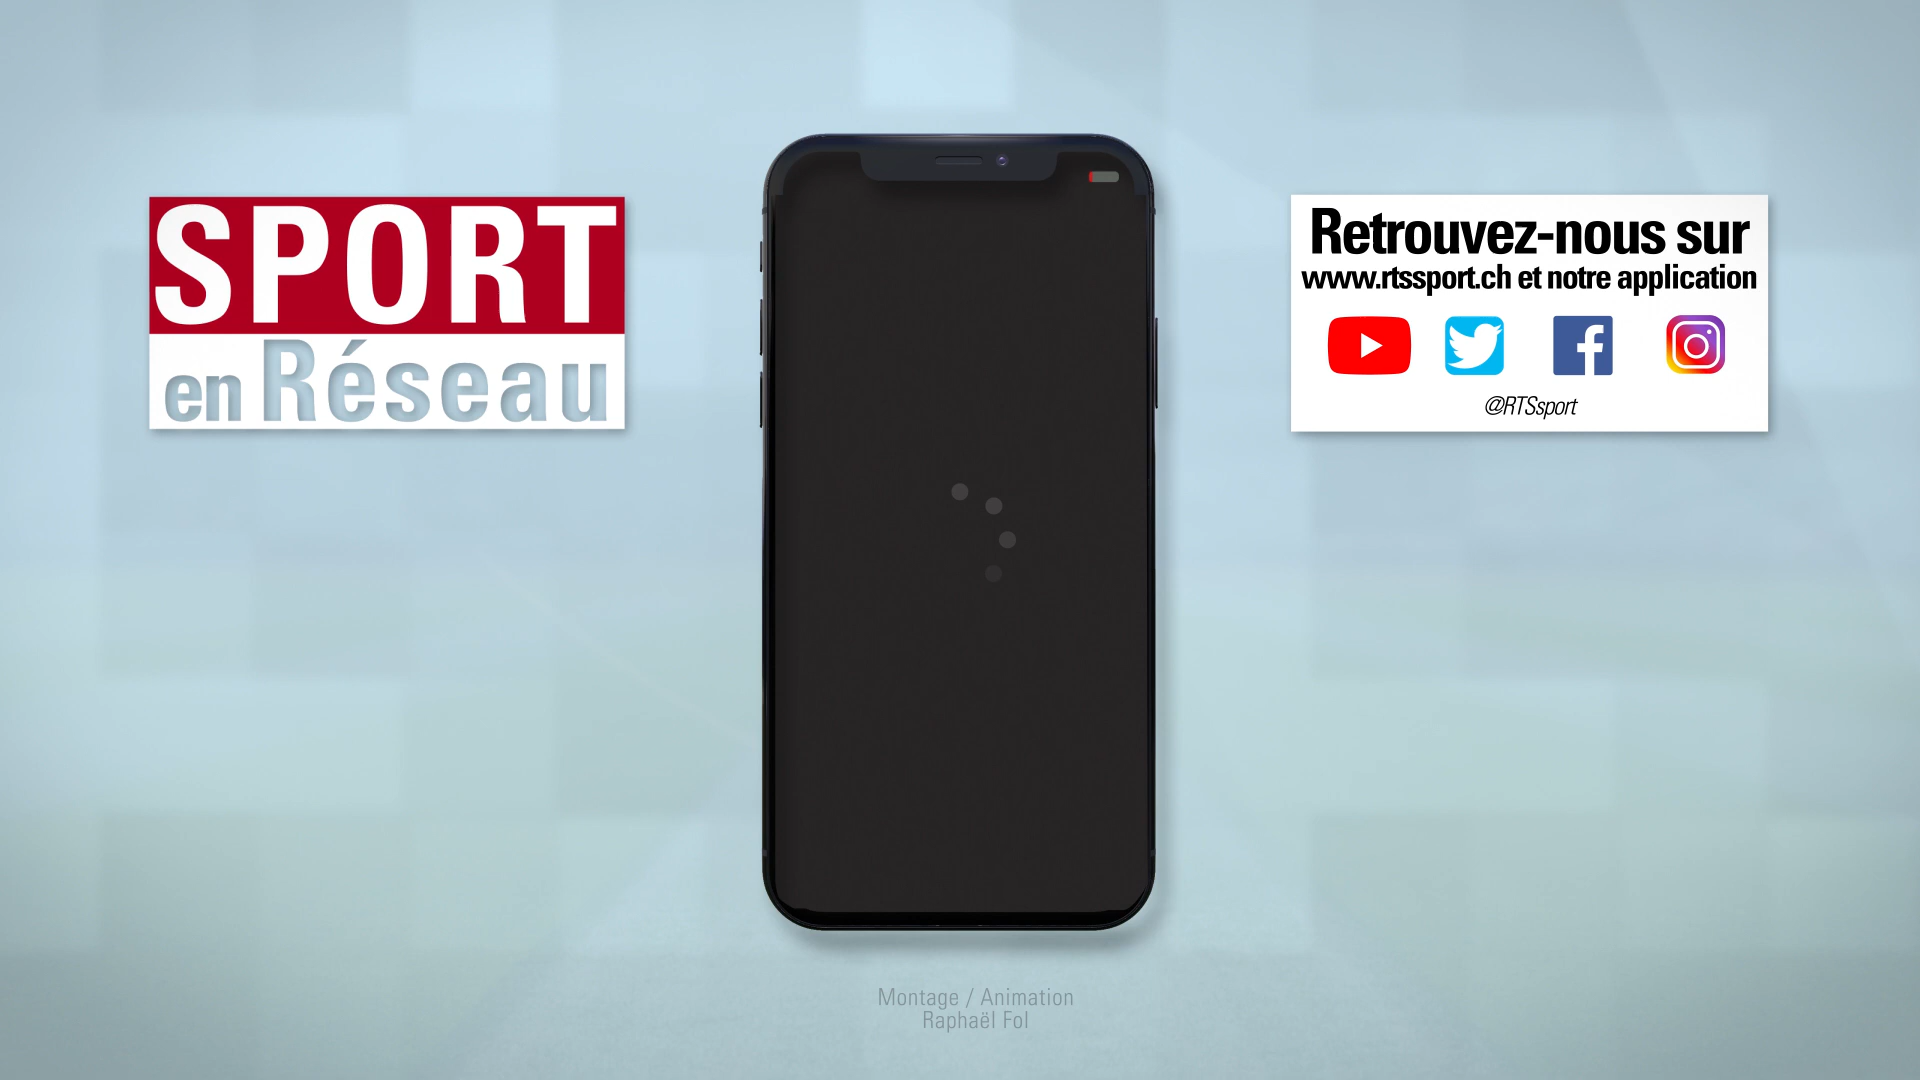 SPORT
en Réseau
Retrouvez-nous sur
www.rtssport.ch et notre application
@RTSsport
Montage / Animation
Raphaël Fol